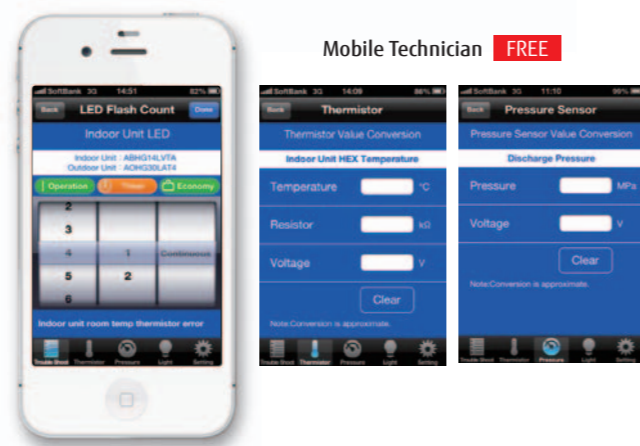 Mobile Technician FREE
SoftBank 3G 14:51 82%
Back LED Flash Count Done
Indoor Unit LED
Indoor Unit : ABHG14LVTA
Outdoor Unit : AOHG30LAT4
Operation Timer Economy
2
3
4 1 Continuous
5 2
6
Indoor unit room temp thermistor error
Trouble Shoot Thermistor Pressure Light Setting
SoftBank 3G 14:09 86%
Back Thermistor
Thermistor Value Conversion
Indoor Unit HEX Temperature
Temperature °C
Resistor kΩ
Voltage V
Clear
Note:Conversion is approximate.
Trouble Shoot Thermistor Pressure Light Setting
SoftBank 3G 11:10 99%
Back Pressure Sensor
Pressure Sensor Value Conversion
Discharge Pressure
Pressure MPa
Voltage V
Clear
Note:Conversion is approximate.
Trouble Shoot Thermistor Pressure Light Setting